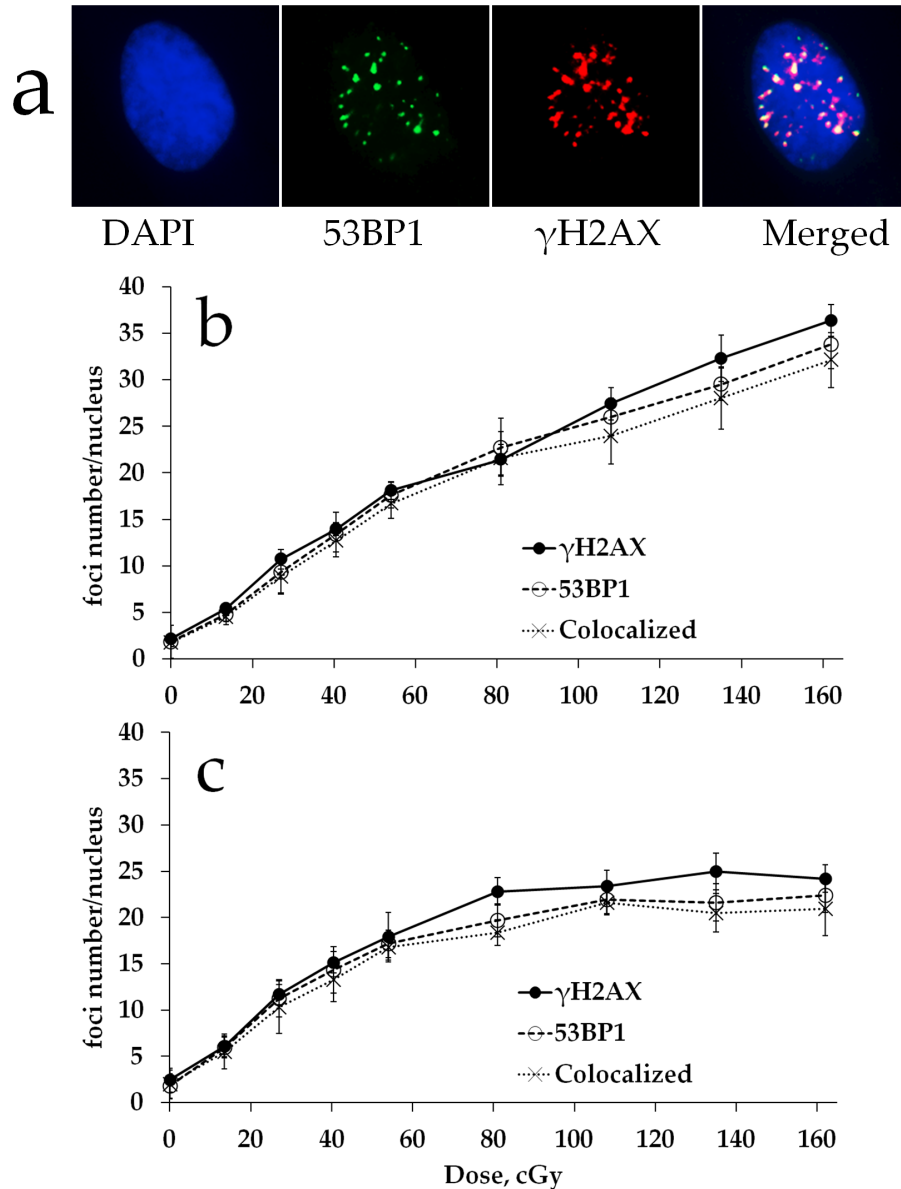 a
DAPI 53BP1 γH2AX Merged
b
foci number/nucleus
40
35
30
25
20
15
10
5
0
γH2AX
53BP1
Colocalized
0 20 40 60 80 100 120 140 160
c
foci number/nucleus
40
35
30
25
20
15
10
5
0
γH2AX
53BP1
Colocalized
0 20 40 60 80 100 120 140 160
Dose, cGy